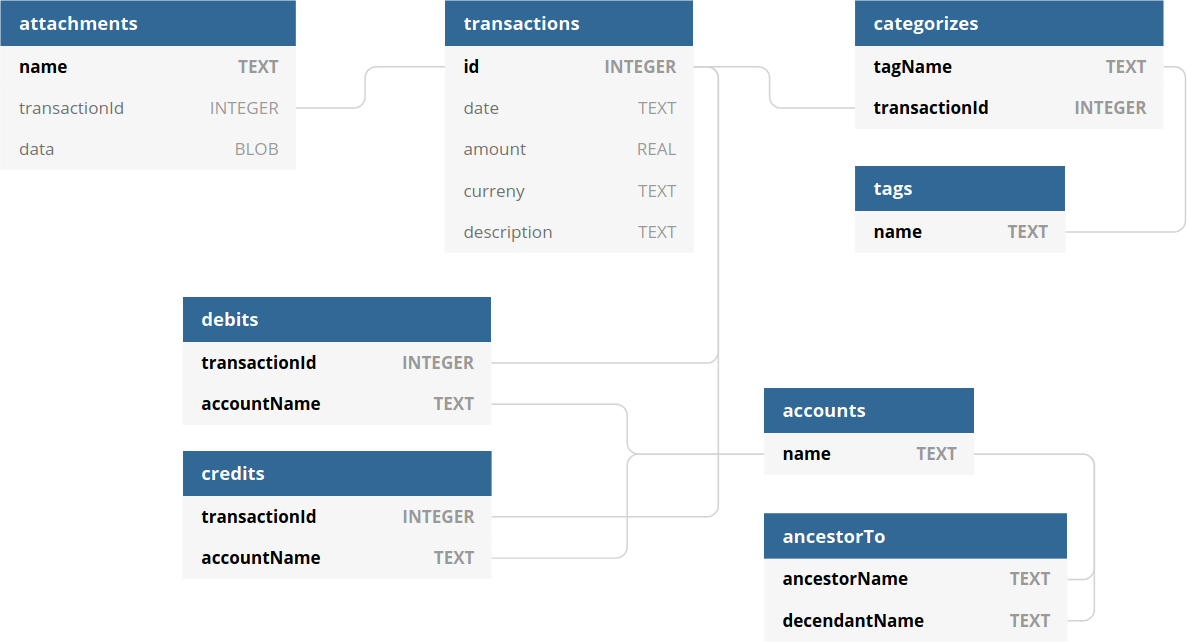 attachments
name TEXT
transactionId INTEGER
data BLOB
transactions
id INTEGER
date TEXT
amount REAL
curreny TEXT
description TEXT
categorizes
tagName TEXT
transactionId INTEGER
tags
name TEXT
debits
transactionId INTEGER
accountName TEXT
credits
transactionId INTEGER
accountName TEXT
accounts
name TEXT
ancestorTo
ancestorName TEXT
decendantName TEXT